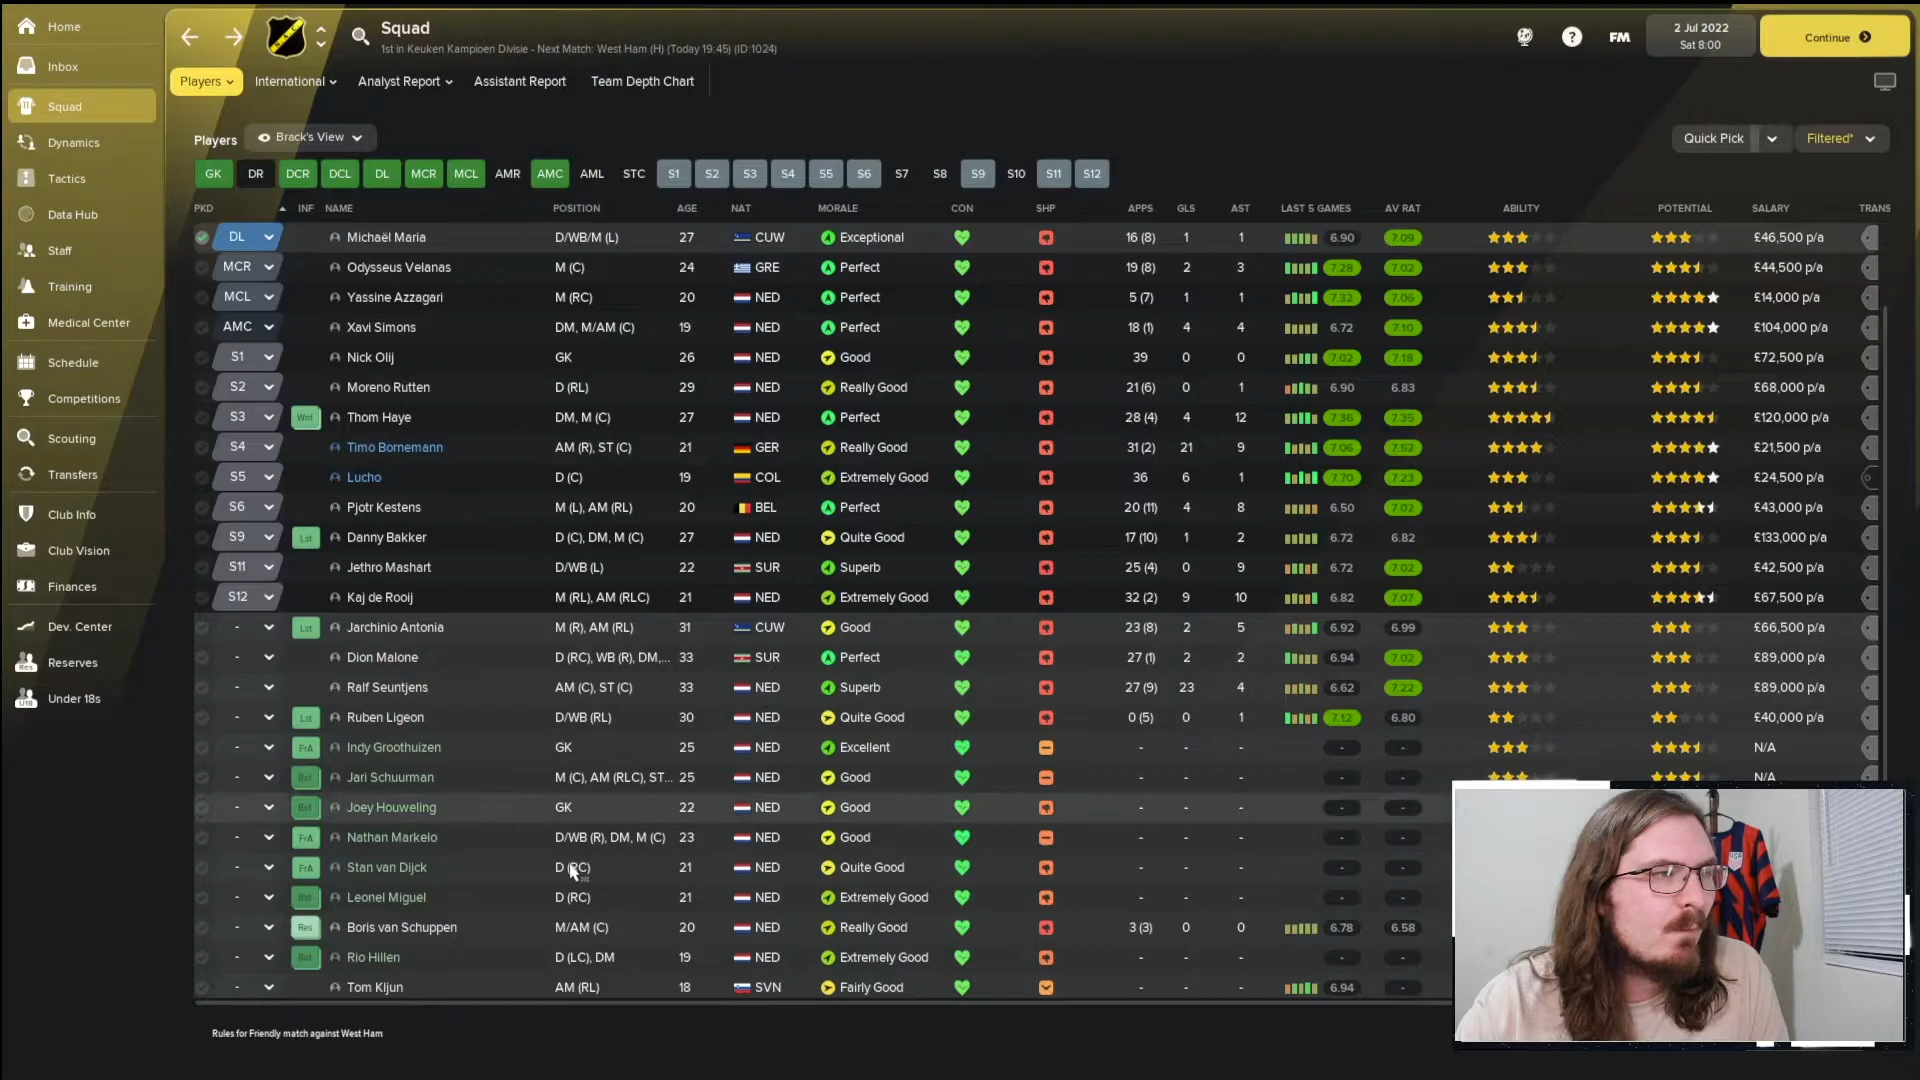 Home
Inbox
Squad
Dynamics
Tactics
Data Hub
Staff
Training
Medical Center
Schedule
Competitions
Scouting
Transfers
Club Info
Club Vision
Finances
Dev. Center
Reserves
Under 18s
Squad
1st in Keuken Kampioen Divisie - Next Match: West Ham (H) (Today 19:45) (ID:1024)
FM
2 Jul 2022
Sat 8:00
Continue
Players International Analyst Report Assistant Report Team Depth Chart
Players Brack's View Quick Pick Filtered*
GK DR DCR DCL DL MCR MCL AMR AMC AML STC S1 S2 S3 S4 S5 S6 S7 S8 S9 S10 S11 S12
PKD INF NAME POSITION AGE NAT MORALE CON SHP APPS GLS AST LAST 5 GAMES AV RAT ABILITY POTENTIAL SALARY TRANS
DL Michaël Maria D/WB/M (L) 27 CUW Exceptional 16 (8) 1 1 6.90 7.09 £46,500 p/a
MCR Odysseus Velanas M (C) 24 GRE Perfect 19 (8) 2 3 7.28 7.02 £44,500 p/a
MCL Yassine Azzagari M (RC) 20 NED Perfect 5 (7) 1 1 7.32 7.06 £14,000 p/a
AMC Xavi Simons DM, M/AM (C) 19 NED Perfect 18 (1) 4 4 6.72 7.10 £104,000 p/a
S1 Nick Olij GK 26 NED Good 39 0 0 7.02 7.18 £72,500 p/a
S2 Moreno Rutten D (RL) 29 NED Really Good 21 (6) 0 1 6.90 6.83 £68,000 p/a
S3 Wnt Thom Haye DM, M (C) 27 NED Perfect 28 (4) 4 12 7.36 7.35 £120,000 p/a
S4 Timo Bornemann AM (R), ST (C) 21 GER Really Good 31 (2) 21 9 7.06 7.52 £21,500 p/a
S5 Lucho D (C) 19 COL Extremely Good 36 6 1 7.70 7.23 £24,500 p/a
S6 Pjotr Kestens M (L), AM (RL) 20 BEL Perfect 20 (11) 4 8 6.50 7.02 £43,000 p/a
S9 Lst Danny Bakker D (C), DM, M (C) 27 NED Quite Good 17 (10) 1 2 6.72 6.82 £133,000 p/a
S11 Jethro Mashart D/WB (L) 22 SUR Superb 25 (4) 0 9 6.72 7.02 £42,500 p/a
S12 Kaj de Rooij M (RL), AM (RLC) 21 NED Extremely Good 32 (2) 9 10 6.82 7.07 £67,500 p/a
- Lst Jarchinio Antonia M (R), AM (RL) 31 CUW Good 23 (8) 2 5 6.92 6.99 £66,500 p/a
- Dion Malone D (RC), WB (R), DM,... 33 SUR Perfect 27 (1) 2 2 6.94 7.02 £89,000 p/a
- Ralf Seuntjens AM (C), ST (C) 33 NED Superb 27 (9) 23 4 6.62 7.22 £89,000 p/a
- Lst Ruben Ligeon D/WB (RL) 30 NED Quite Good 0 (5) 0 1 7.12 6.80 £40,000 p/a
- FrA Indy Groothuizen GK 25 NED Excellent - - - - - N/A
- Bid Jari Schuurman M (C), AM (RLC), ST... 25 NED Good - - - - - N/A
- Bid Joey Houweling GK 22 NED Good - - - - -
- FrA Nathan Markelo D/WB (R), DM, M (C) 23 NED Good - - - - -
- FrA Stan van Dijck D (RC) 21 NED Quite Good - - - - -
- Bid Leonel Miguel D (RC) 21 NED Extremely Good - - - - -
- Res Boris van Schuppen M/AM (C) 20 NED Really Good 3 (3) 0 0 6.78 6.58
- Bid Rio Hillen D (LC), DM 19 NED Extremely Good - - - - -
- Tom Kljun AM (RL) 18 SVN Fairly Good - - - 6.94 -
Rules for Friendly match against West Ham